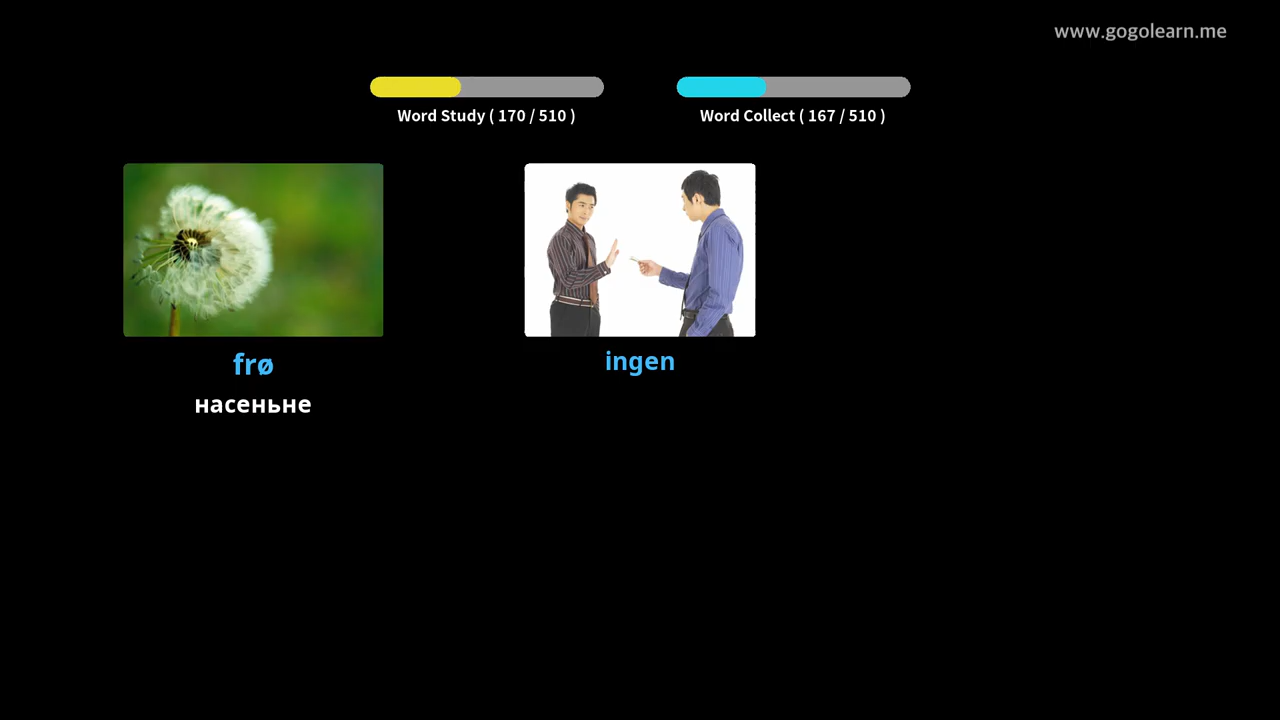 www.gogolearn.me
Word Study ( 170 / 510 )
Word Collect ( 167 / 510 )
frø
насеньне
ingen